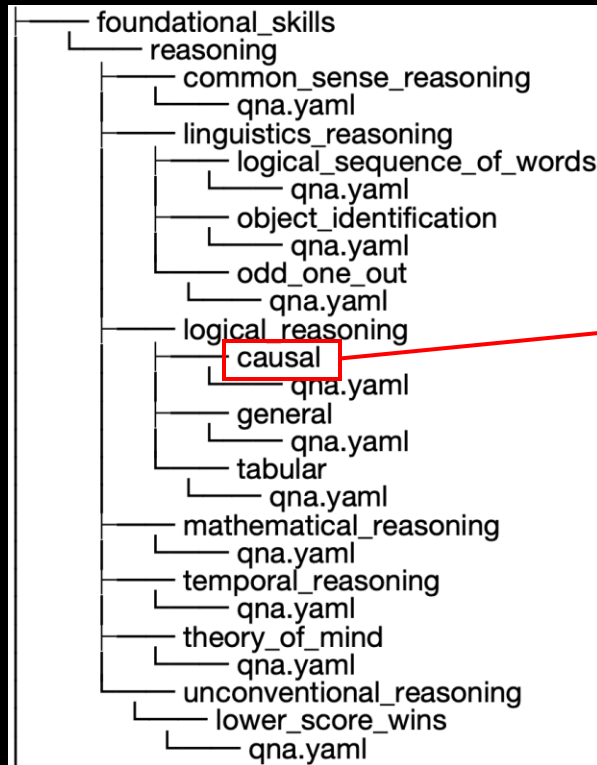 foundational_skills
reasoning
common_sense_reasoning
qna.yaml
linguistics_reasoning
logical_sequence_of_words
qna.yaml
object_identification
qna.yaml
odd_one_out
qna.yaml
logical_reasoning
causal
qna.yaml
general
qna.yaml
tabular
qna.yaml
mathematical_reasoning
qna.yaml
temporal_reasoning
qna.yaml
theory_of_mind
qna.yaml
unconventional_reasoning
lower_score_wins
qna.yaml